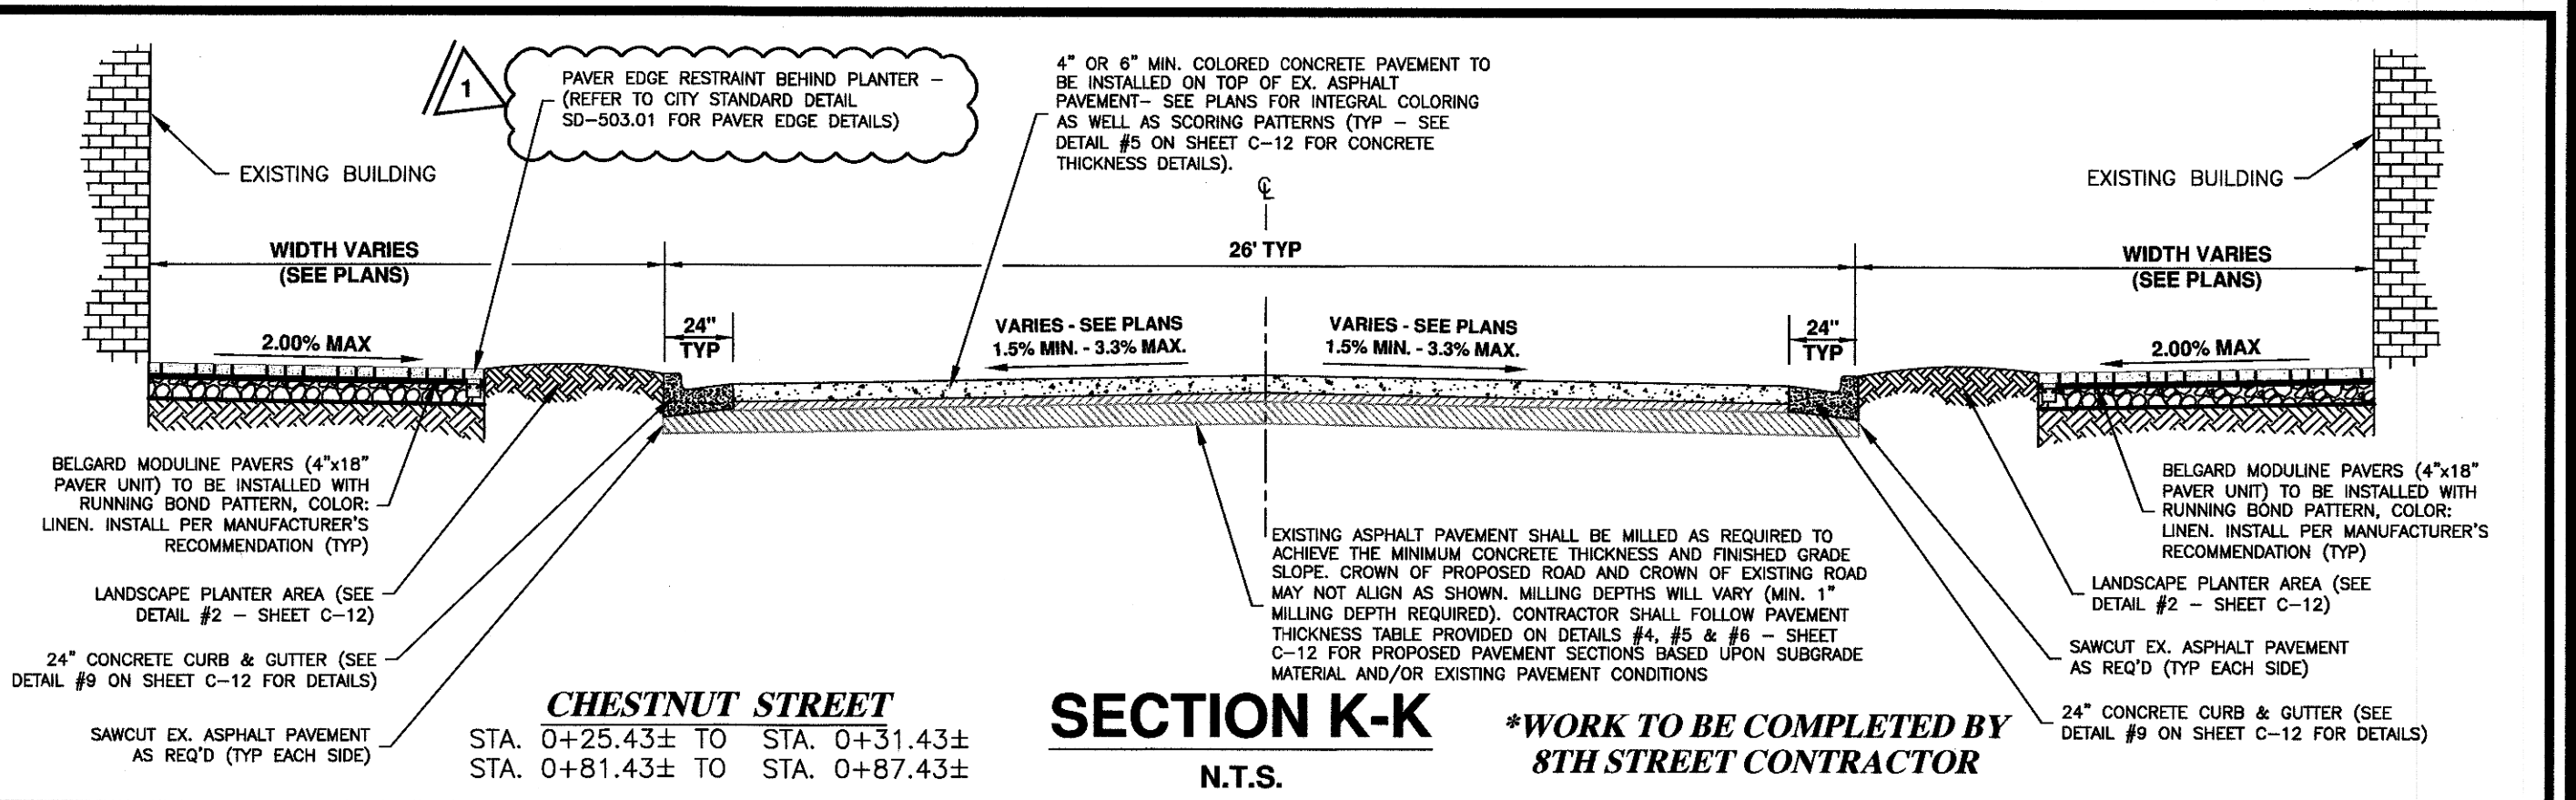 1
PAVER EDGE RESTRAINT BEHIND PLANTER –
(REFER TO CITY STANDARD DETAIL
SD-503.01 FOR PAVER EDGE DETAILS)
4" OR 6" MIN. COLORED CONCRETE PAVEMENT TO
BE INSTALLED ON TOP OF EX. ASPHALT
PAVEMENT– SEE PLANS FOR INTEGRAL COLORING
AS WELL AS SCORING PATTERNS (TYP – SEE
DETAIL #5 ON SHEET C-12 FOR CONCRETE
THICKNESS DETAILS).
EXISTING BUILDING
EXISTING BUILDING
℄
WIDTH VARIES
(SEE PLANS)
26' TYP
WIDTH VARIES
(SEE PLANS)
2.00% MAX
24"
TYP
VARIES - SEE PLANS
1.5% MIN. - 3.3% MAX.
VARIES - SEE PLANS
1.5% MIN. - 3.3% MAX.
24"
TYP
2.00% MAX
BELGARD MODULINE PAVERS (4"x18"
PAVER UNIT) TO BE INSTALLED WITH
RUNNING BOND PATTERN, COLOR:
LINEN. INSTALL PER MANUFACTURER'S
RECOMMENDATION (TYP)
LANDSCAPE PLANTER AREA (SEE
DETAIL #2 – SHEET C-12)
24" CONCRETE CURB & GUTTER (SEE
DETAIL #9 ON SHEET C-12 FOR DETAILS)
SAWCUT EX. ASPHALT PAVEMENT
AS REQ'D (TYP EACH SIDE)
EXISTING ASPHALT PAVEMENT SHALL BE MILLED AS REQUIRED TO
ACHIEVE THE MINIMUM CONCRETE THICKNESS AND FINISHED GRADE
SLOPE. CROWN OF PROPOSED ROAD AND CROWN OF EXISTING ROAD
MAY NOT ALIGN AS SHOWN. MILLING DEPTHS WILL VARY (MIN. 1"
MILLING DEPTH REQUIRED). CONTRACTOR SHALL FOLLOW PAVEMENT
THICKNESS TABLE PROVIDED ON DETAILS #4, #5 & #6 – SHEET
C-12 FOR PROPOSED PAVEMENT SECTIONS BASED UPON SUBGRADE
MATERIAL AND/OR EXISTING PAVEMENT CONDITIONS
BELGARD MODULINE PAVERS (4"x18"
PAVER UNIT) TO BE INSTALLED WITH
RUNNING BOND PATTERN, COLOR:
LINEN. INSTALL PER MANUFACTURER'S
RECOMMENDATION (TYP)
LANDSCAPE PLANTER AREA (SEE
DETAIL #2 – SHEET C-12)
SAWCUT EX. ASPHALT PAVEMENT
AS REQ'D (TYP EACH SIDE)
24" CONCRETE CURB & GUTTER (SEE
DETAIL #9 ON SHEET C-12 FOR DETAILS)
CHESTNUT STREET
STA. 0+25.43± TO STA. 0+31.43±
STA. 0+81.43± TO STA. 0+87.43±
SECTION K-K
N.T.S.
*WORK TO BE COMPLETED BY
8TH STREET CONTRACTOR